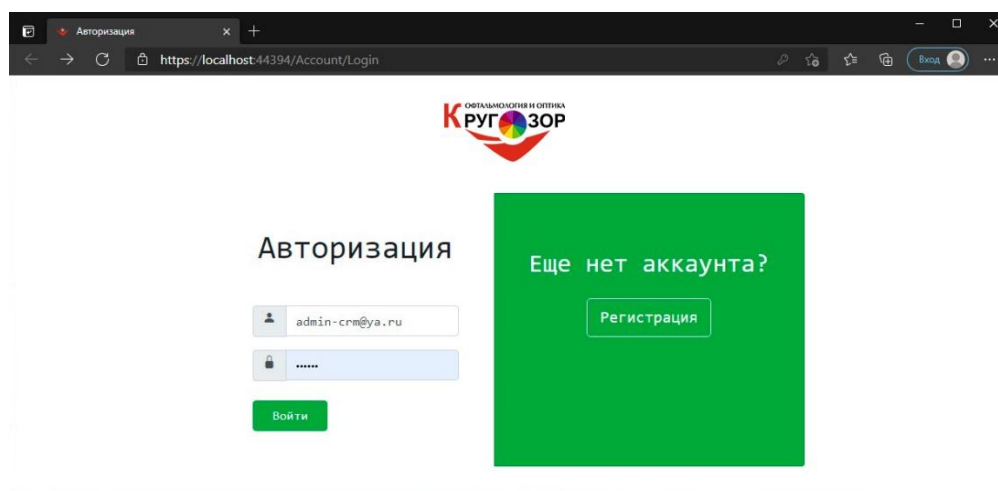 Авторизация
https://localhost:44394/Account/Login
Вход
ОФТАЛЬМОЛОГИЯ И ОПТИКА
КРУГОЗОР
Авторизация
admin-crm@ya.ru
••••••
Войти
Еще нет аккаунта?
Регистрация